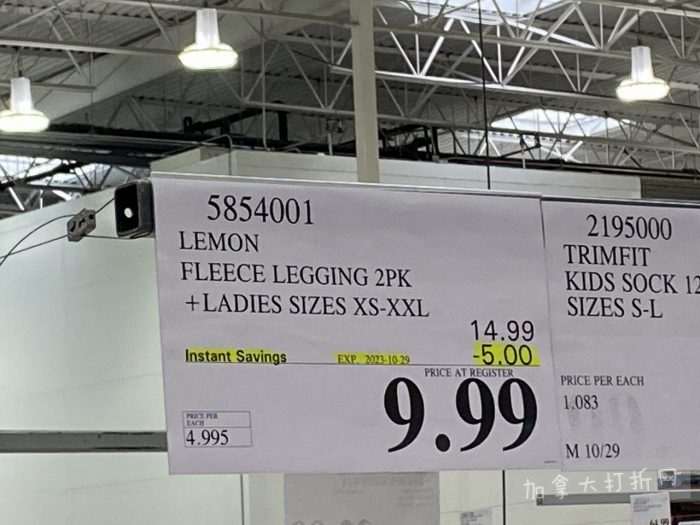 5854001
LEMON
FLEECE LEGGING 2PK
+LADIES SIZES XS-XXL
14.99
Instant Savings EXP. 2023-10-29 -5.00
PRICE AT REGISTER
9.99
PRICE PER
EACH
4.995
2195000
TRIMFIT
KIDS SOCK 12
SIZES S-L
PRICE PER EACH
1.083
M 10/29
加拿大打折网